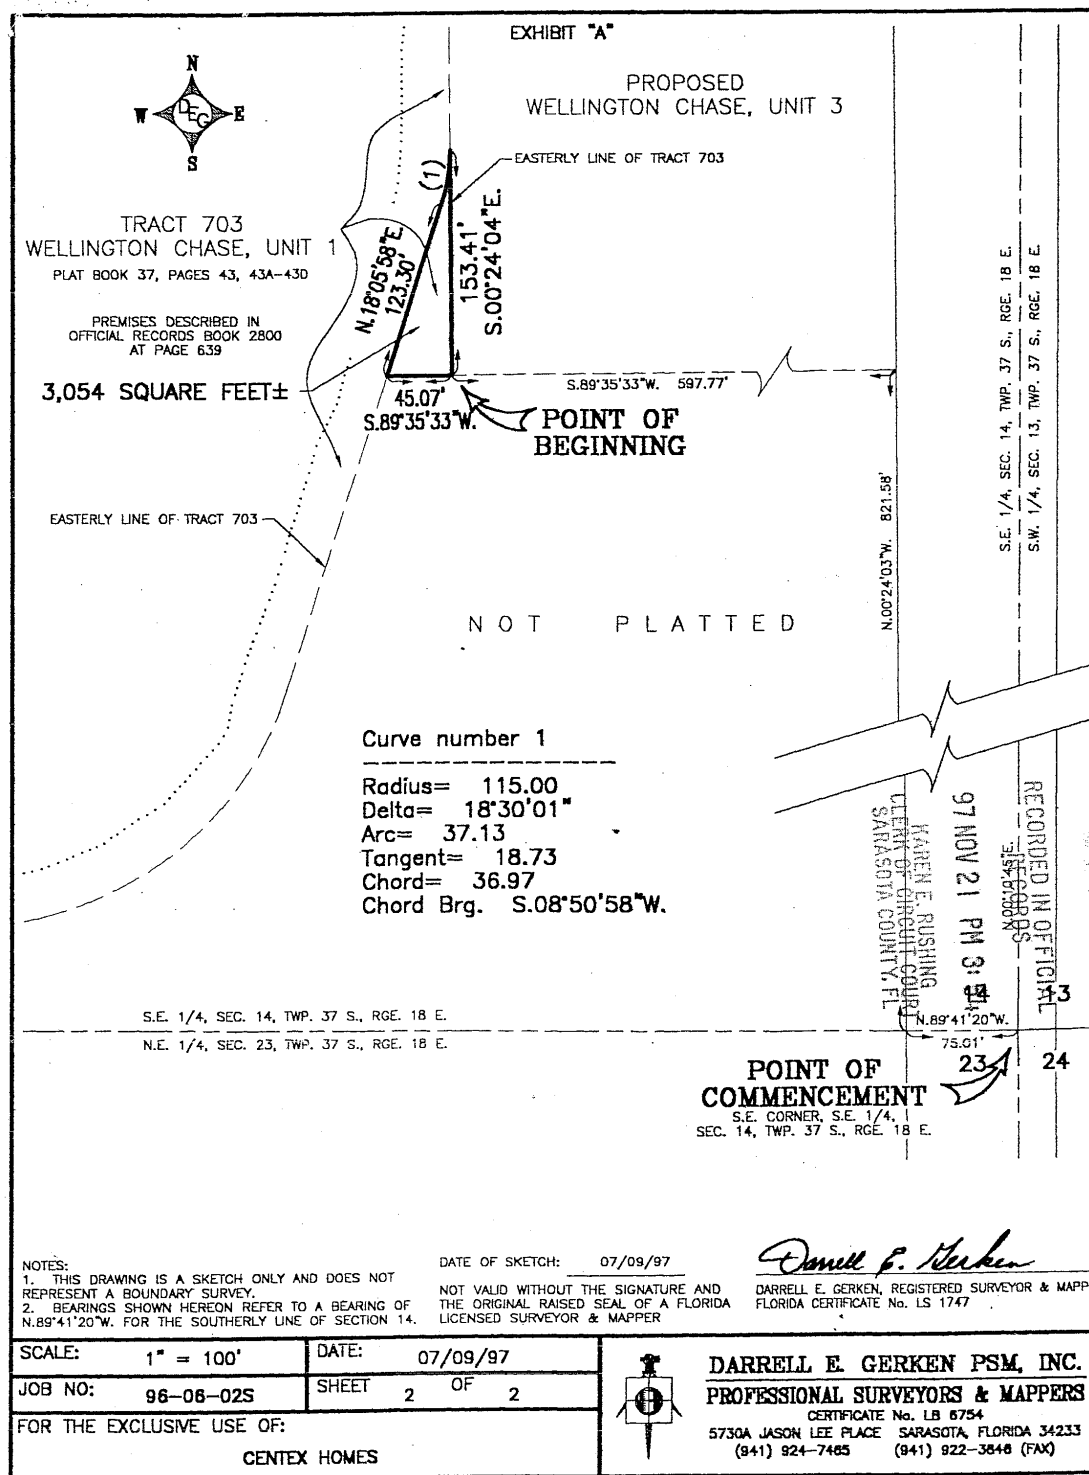 EXHIBIT "A"
N
W DEG E
S
PROPOSED
WELLINGTON CHASE, UNIT 3
EASTERLY LINE OF TRACT 703
TRACT 703
WELLINGTON CHASE, UNIT 1
PLAT BOOK 37, PAGES 43, 43A-43D
PREMISES DESCRIBED IN
OFFICIAL RECORDS BOOK 2800
AT PAGE 639
3,054 SQUARE FEET±
(1)
N.18°05'58"E.
123.30'
153.41'
S.00°24'04"E.
45.07'
S.89°35'33"W.
S.89°35'33"W. 597.77'
POINT OF
BEGINNING
S.E. 1/4, SEC. 14, TWP. 37 S., RGE. 18 E.
S.W. 1/4, SEC. 13, TWP. 37 S., RGE. 18 E.
EASTERLY LINE OF TRACT 703
N.00°24'03"W. 821.58'
NOT PLATTED
Curve number 1
Radius= 115.00
Delta= 18°30'01"
Arc= 37.13
Tangent= 18.73
Chord= 36.97
Chord Brg. S.08°50'58"W.
RECORDED IN OFFICIAL
RECORDS
97 NOV 21 PM 3:
KAREN E. RUSHING
CLERK OF CIRCUIT COURT
SARASOTA COUNTY, FL
14 13
S.E. 1/4, SEC. 14, TWP. 37 S., RGE. 18 E.
N.E. 1/4, SEC. 23, TWP. 37 S., RGE. 18 E.
N.89°41'20"W.
75.01'
23 24
POINT OF
COMMENCEMENT
S.E. CORNER, S.E. 1/4,
SEC. 14, TWP. 37 S., RGE. 18 E.
NOTES:
1. THIS DRAWING IS A SKETCH ONLY AND DOES NOT
REPRESENT A BOUNDARY SURVEY.
2. BEARINGS SHOWN HEREON REFER TO A BEARING OF
N.89°41'20"W. FOR THE SOUTHERLY LINE OF SECTION 14.
DATE OF SKETCH: 07/09/97
NOT VALID WITHOUT THE SIGNATURE AND
THE ORIGINAL RAISED SEAL OF A FLORIDA
LICENSED SURVEYOR & MAPPER
Darrell E. Gerken
DARRELL E. GERKEN, REGISTERED SURVEYOR & MAPP
FLORIDA CERTIFICATE No. LS 1747
SCALE: 1" = 100'
DATE: 07/09/97
JOB NO: 96-06-02S
SHEET 2 OF 2
FOR THE EXCLUSIVE USE OF:
CENTEX HOMES
DARRELL E. GERKEN PSM, INC.
PROFESSIONAL SURVEYORS & MAPPERS
CERTIFICATE No. LB 6754
5730A JASON LEE PLACE SARASOTA, FLORIDA 34233
(941) 924-7465 (941) 922-3846 (FAX)